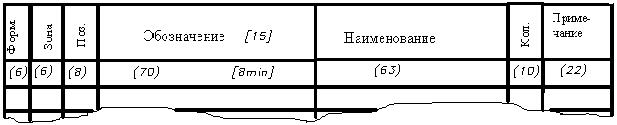 Форм. Зона Поз. Обозначение [15] Наименование Кол. Приме-
чание
(6) (6) (8) (70) [8min] (63) (10) (22)